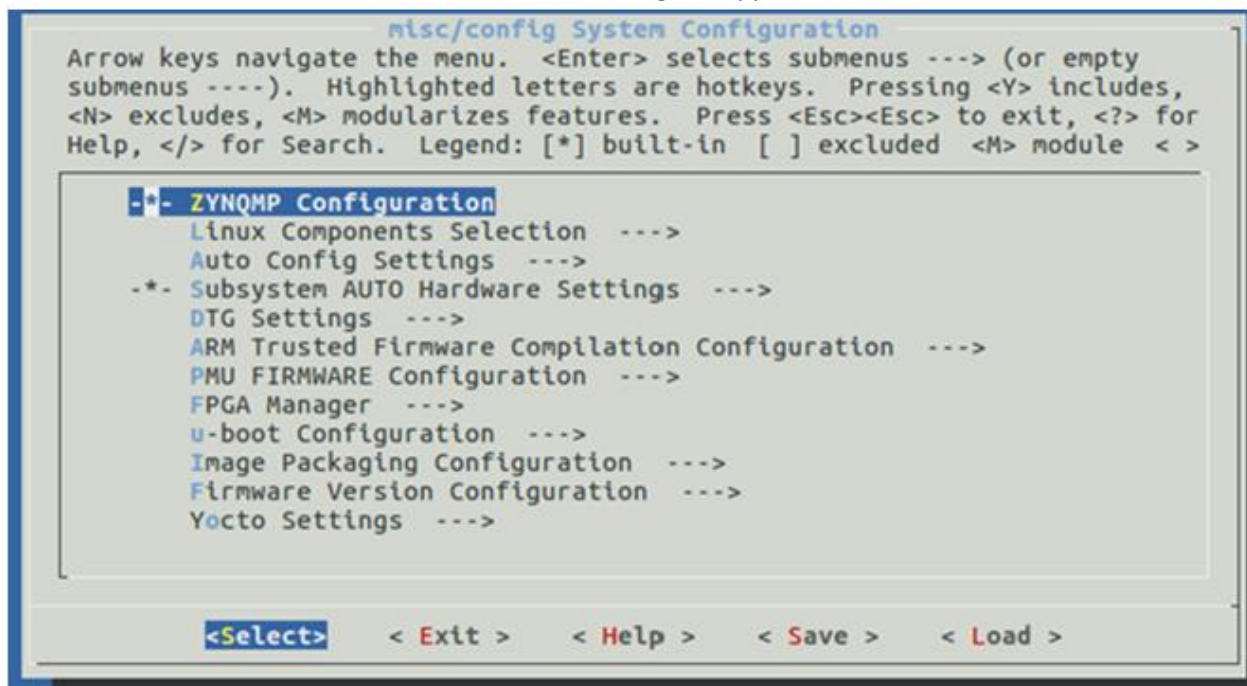 misc/config System Configuration
Arrow keys navigate the menu.  <Enter> selects submenus ---> (or empty
submenus ----).  Highlighted letters are hotkeys.  Pressing <Y> includes,
<N> excludes, <M> modularizes features.  Press <Esc><Esc> to exit, <?> for
Help, </> for Search.  Legend: [*] built-in  [ ] excluded  <M> module  < >
-*- ZYNQMP Configuration
Linux Components Selection  --->
Auto Config Settings  --->
-*- Subsystem AUTO Hardware Settings  --->
DTG Settings  --->
ARM Trusted Firmware Compilation Configuration  --->
PMU FIRMWARE Configuration  --->
FPGA Manager  --->
u-boot Configuration  --->
Image Packaging Configuration  --->
Firmware Version Configuration  --->
Yocto Settings  --->
<Select>    < Exit >    < Help >    < Save >    < Load >